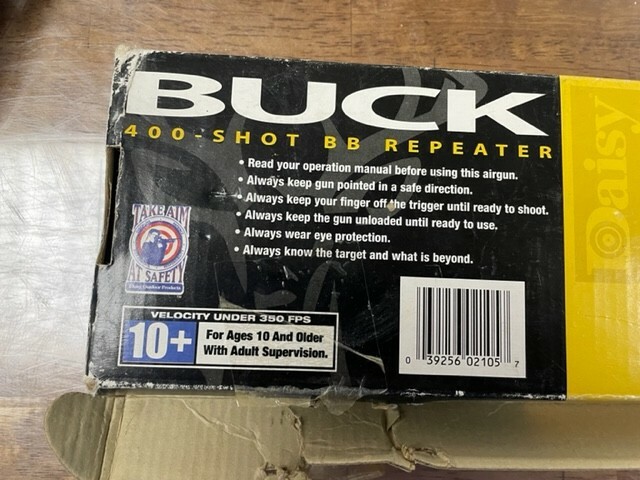 BUCK
400-SHOT BB REPEATER
• Read your operation manual before using this airgun.
• Always keep gun pointed in a safe direction.
• Always keep your finger off the trigger until ready to shoot.
• Always keep the gun unloaded until ready to use.
• Always wear eye protection.
• Always know the target and what is beyond.
TAKE AIM
AT SAFETY
VELOCITY UNDER 350 FPS
10+
For Ages 10 And Older
With Adult Supervision.
0 39256 02105 7
Daisy